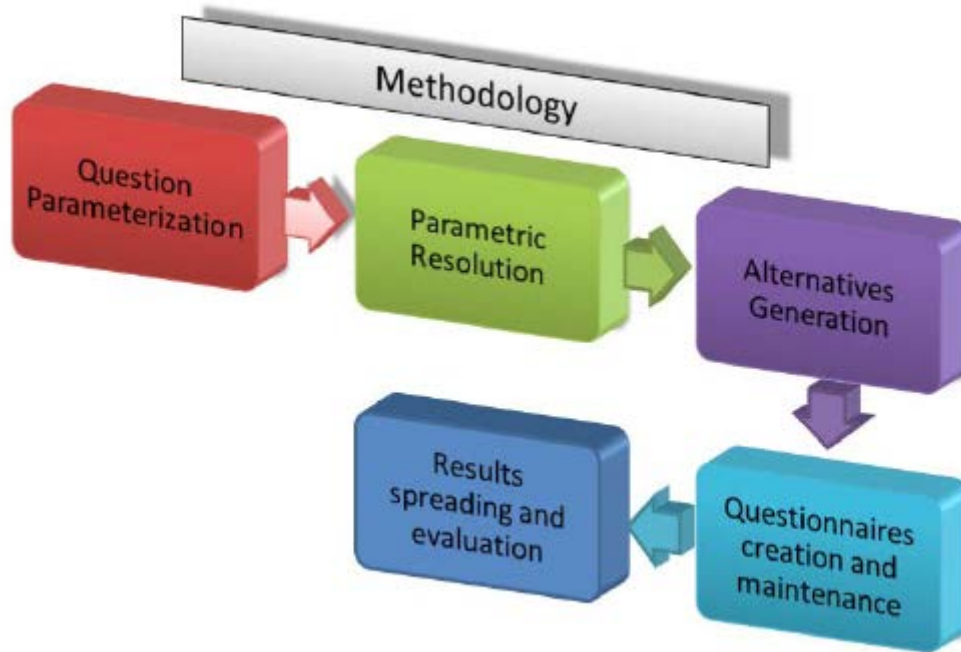 Methodology
Question
Parameterization
Parametric
Resolution
Alternatives
Generation
Questionnaires
creation and
maintenance
Results
spreading and
evaluation